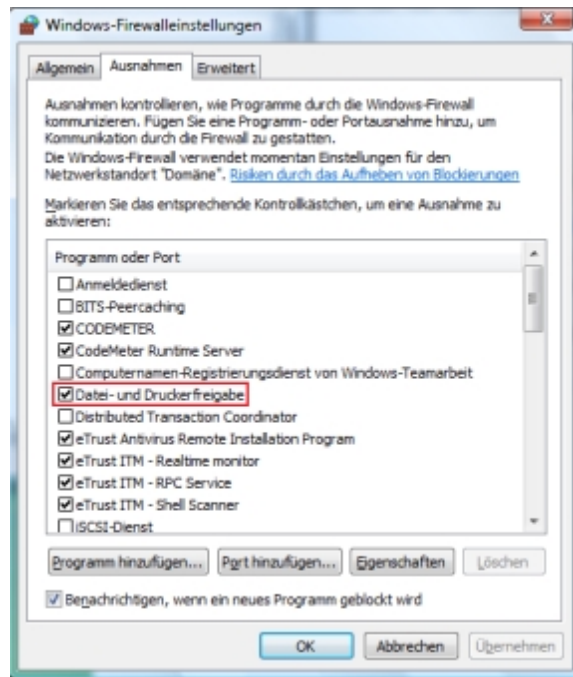 Windows-Firewalleinstellungen
Allgemein Ausnahmen Erweitert
Ausnahmen kontrollieren, wie Programme durch die Windows-Firewall
kommunizieren. Fügen Sie eine Programm- oder Portausnahme hinzu, um
Kommunikation durch die Firewall zu gestatten.
Die Windows-Firewall verwendet momentan Einstellungen für den
Netzwerkstandort "Domäne". Risiken durch das Aufheben von Blockierungen
Markieren Sie das entsprechende Kontrollkästchen, um eine Ausnahme zu
aktivieren:
Programm oder Port
Anmeldedienst
BITS-Peercaching
CODEMETER
CodeMeter Runtime Server
Computernamen-Registrierungsdienst von Windows-Teamarbeit
Datei- und Druckerfreigabe
Distributed Transaction Coordinator
eTrust Antivirus Remote Installation Program
eTrust ITM - Realtime monitor
eTrust ITM - RPC Service
eTrust ITM - Shell Scanner
iSCSI-Dienst
Programm hinzufügen... Port hinzufügen... Eigenschaften Löschen
Benachrichtigen, wenn ein neues Programm geblockt wird
OK Abbrechen Übernehmen